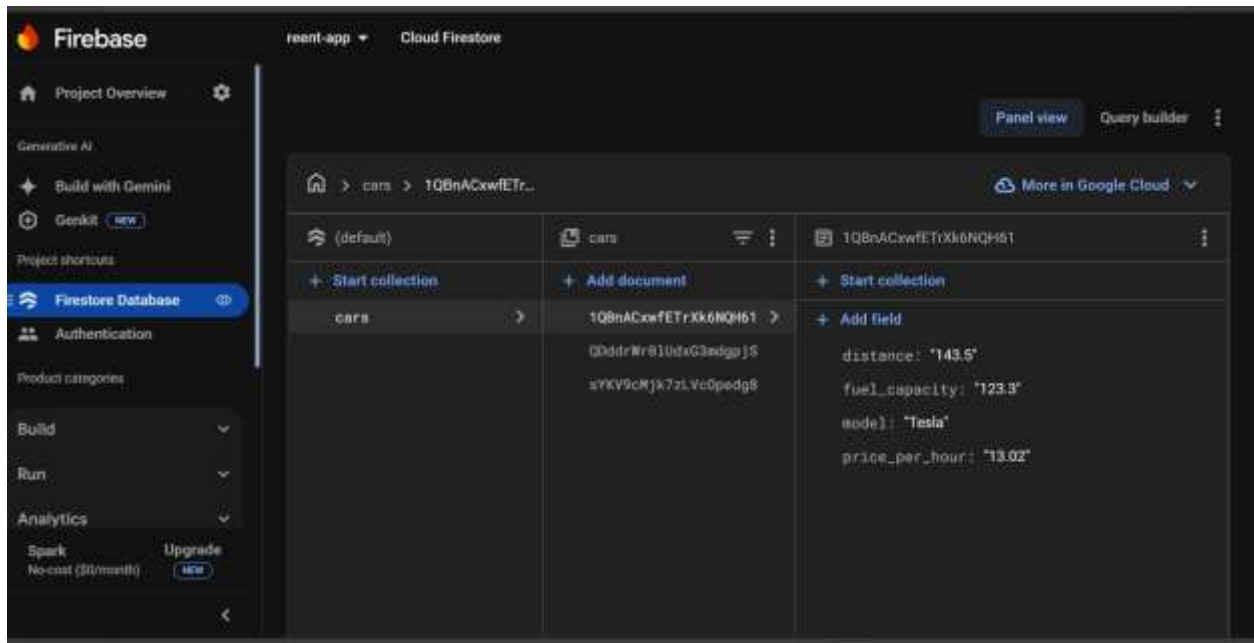 Firebase
reent-app
Cloud Firestore
Project Overview
Panel view
Query builder
Generative AI
Build with Gemini
Genkit NEW
Project shortcuts
Firestore Database
Authentication
Product categories
Build
Run
Analytics
Spark
No-cost ($0/month)
Upgrade
NEW
> cars > 1QBnACxwfETr...
More in Google Cloud
(default)
+ Start collection
cars >
cars
+ Add document
1QBnACxwfETrXk6NQH61 >
1QBnACxwfETrXk6NQH61
+ Start collection
+ Add field
distance: "143.5"
fuel_capacity: "123.3"
model: "Tesla"
price_per_hour: "13.02"